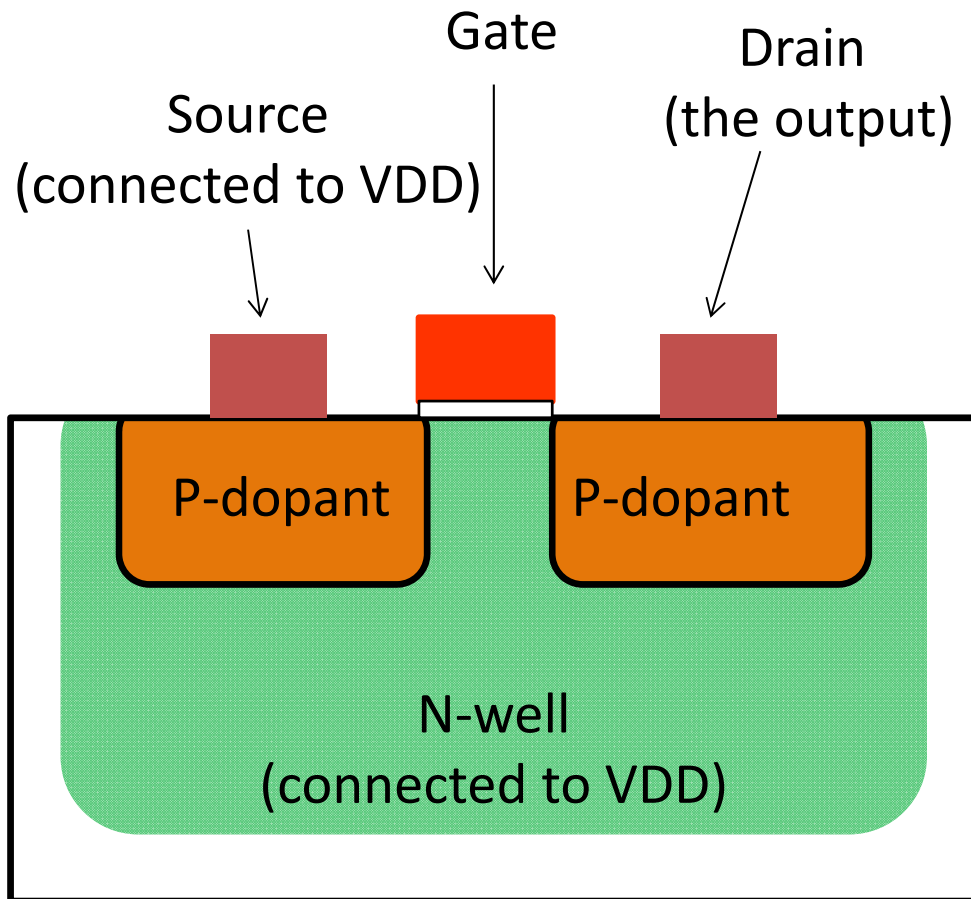 Gate
Drain
(the output)
Source
(connected to VDD)
P-dopant
P-dopant
N-well
(connected to VDD)